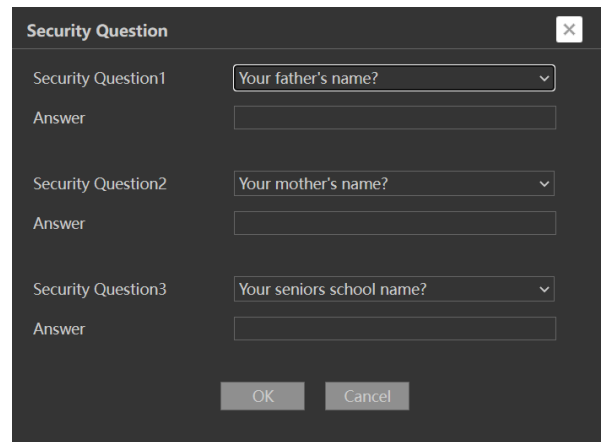 Security Question
Security Question1 Your father's name?
Answer
Security Question2 Your mother's name?
Answer
Security Question3 Your seniors school name?
Answer
OK Cancel